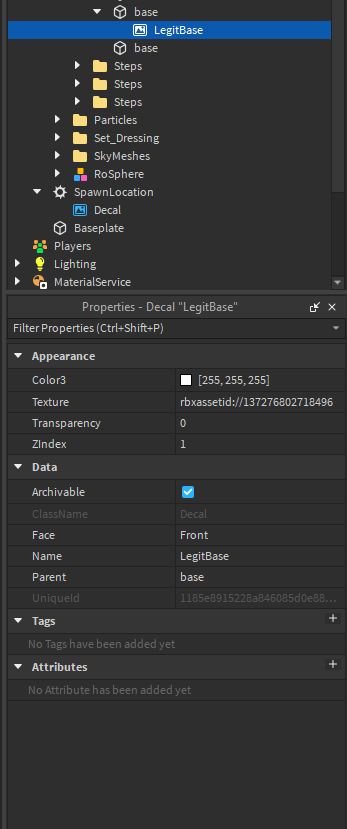 base
LegitBase
base
Steps
Steps
Steps
Particles
Set_Dressing
SkyMeshes
RoSphere
SpawnLocation
Decal
Baseplate
Players
Lighting
MaterialService
Properties - Decal "LegitBase"
Filter Properties (Ctrl+Shift+P)
Appearance
Color3 [255, 255, 255]
Texture rbxassetid://137276802718496
Transparency 0
ZIndex 1
Data
Archivable
ClassName Decal
Face Front
Name LegitBase
Parent base
UniqueId 1185e8915228a846085d0e88...
Tags
No Tags have been added yet
Attributes
No Attribute has been added yet